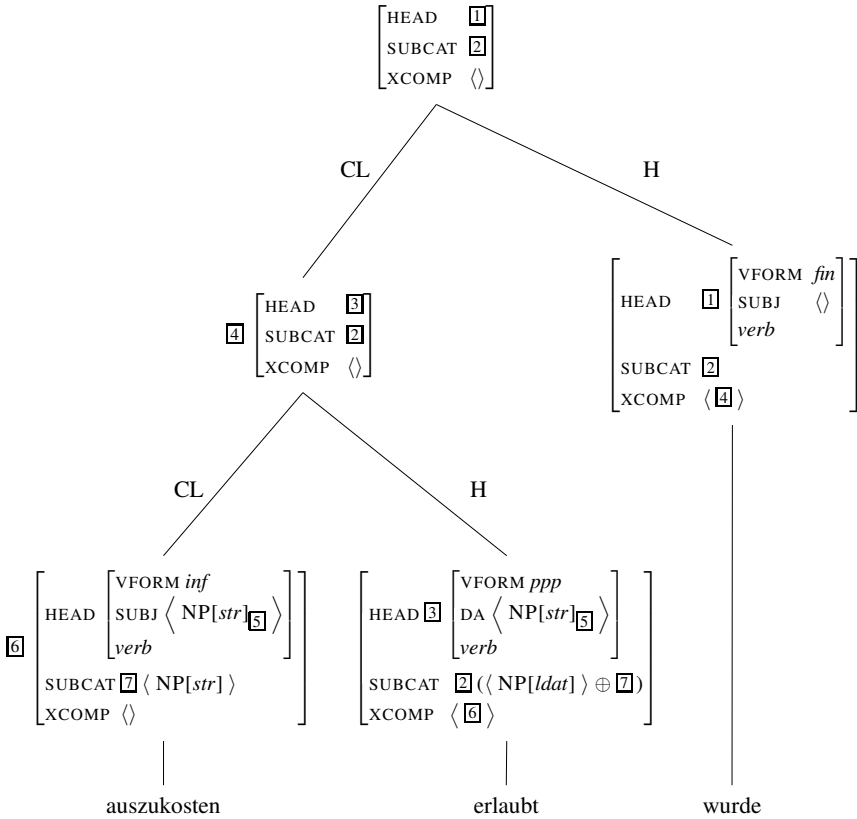 HEAD 1
SUBCAT 2
XCOMP ⟨⟩
CL
H
VFORM fin
HEAD 1 SUBJ ⟨⟩
verb
SUBCAT 2
XCOMP ⟨ 4 ⟩
HEAD 3
4 SUBCAT 2
XCOMP ⟨⟩
CL
H
VFORM inf
HEAD SUBJ ⟨ NP[str]5 ⟩
verb
6
SUBCAT 7 ⟨ NP[str] ⟩
XCOMP ⟨⟩
VFORM ppp
HEAD 3 DA ⟨ NP[str]5 ⟩
verb
SUBCAT 2 (⟨ NP[ldat] ⟩ ⊕ 7 )
XCOMP ⟨ 6 ⟩
auszukosten erlaubt wurde